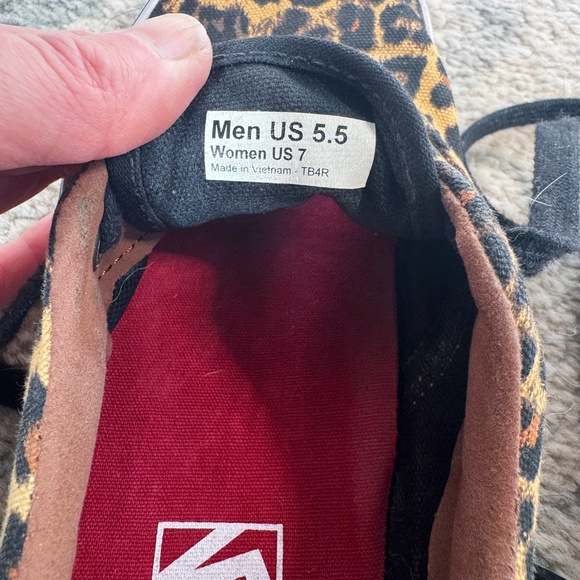 Men US 5.5
Women US 7
Made in Vietnam - TB4R